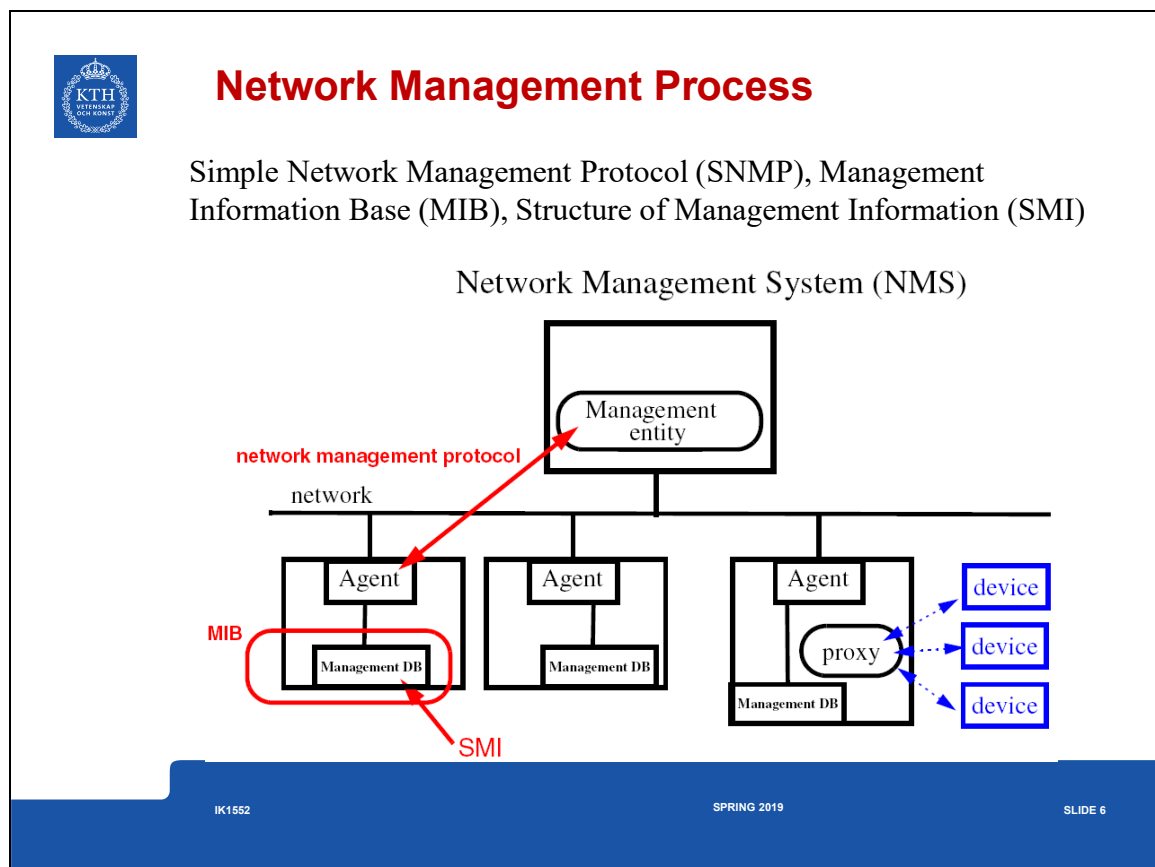 KTH
VETENSKAP
OCH KONST
Network Management Process
Simple Network Management Protocol (SNMP), Management
Information Base (MIB), Structure of Management Information (SMI)
Network Management System (NMS)
Management
entity
network management protocol
network
Agent
Agent
Agent
device
MIB
proxy
device
Management DB
Management DB
Management DB
device
SMI
IK1552
SPRING 2019
SLIDE 6